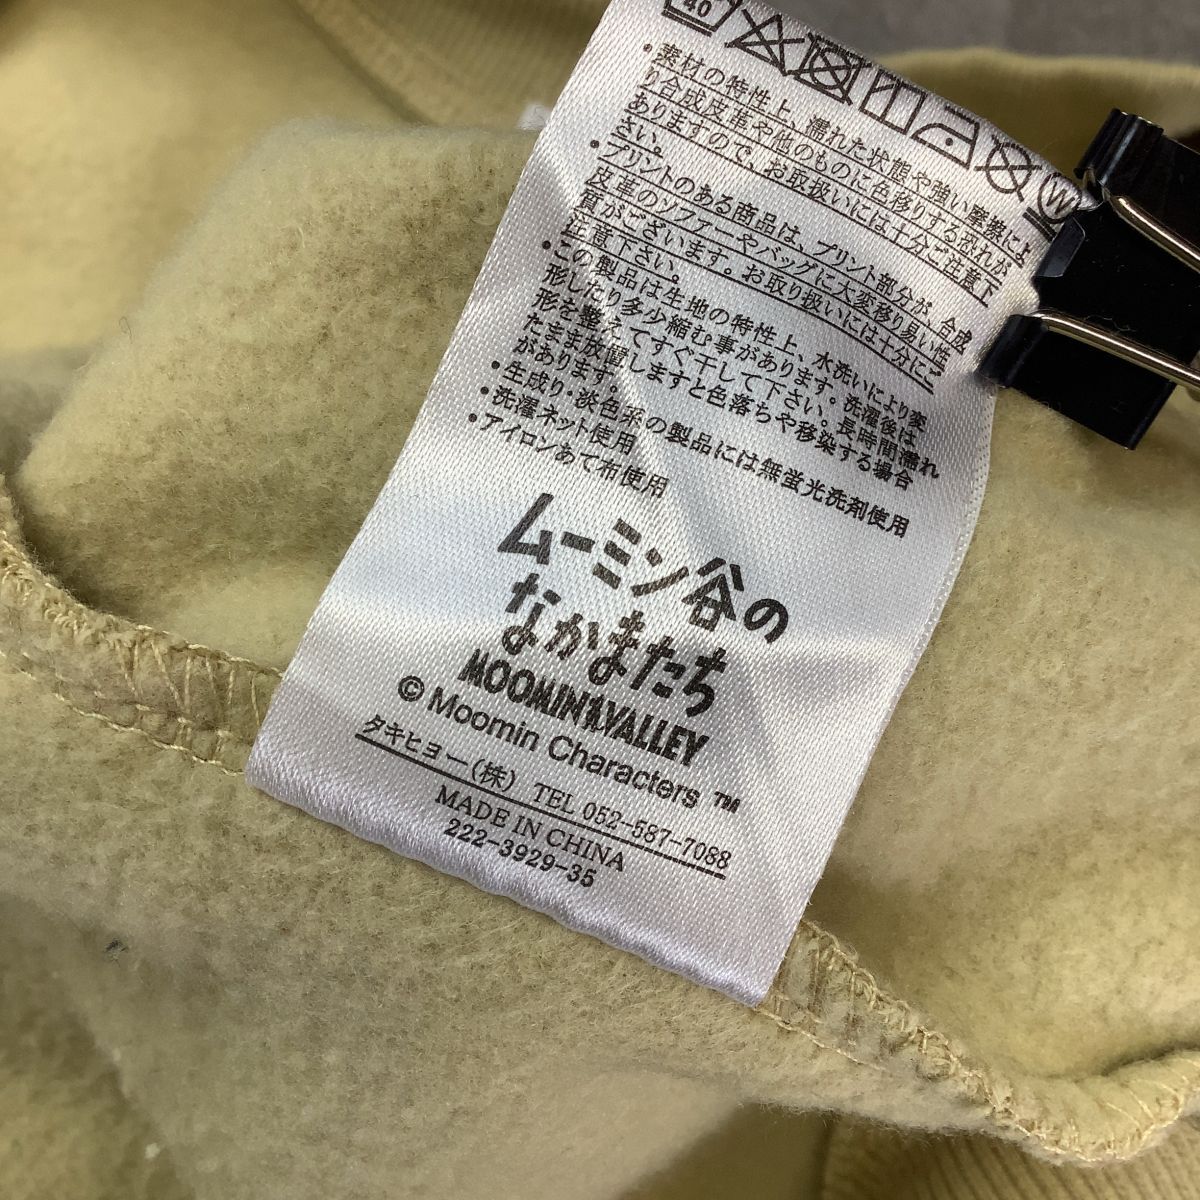 40
W
・素材の特性上、濡れた状態や強い摩擦によ
り合成皮革や他のものに色移りする恐れが
ありますので、お取扱いには十分ご注意下
さい。
・プリントのある商品は、プリント部分が、合成
皮革のソファーやバッグに大変移り易い性
質がございます。お取り扱いには十分にご
注意下さい。
・この製品は生地の特性上、水洗いにより変
形したり多少縮む事があります。洗濯後は
形を整えてすぐ干して下さい。長時間濡れ
たまま放置しますと色落ちや移染する場合
があります。
・生成り・淡色系の製品には無蛍光洗剤使用
・洗濯ネット使用
・アイロンあて布使用
ムーミン谷の
なかまたち
MOOMIN VALLEY
© Moomin Characters ™
タキヒヨー(株) TEL 052-587-7088
MADE IN CHINA
222-3929-35